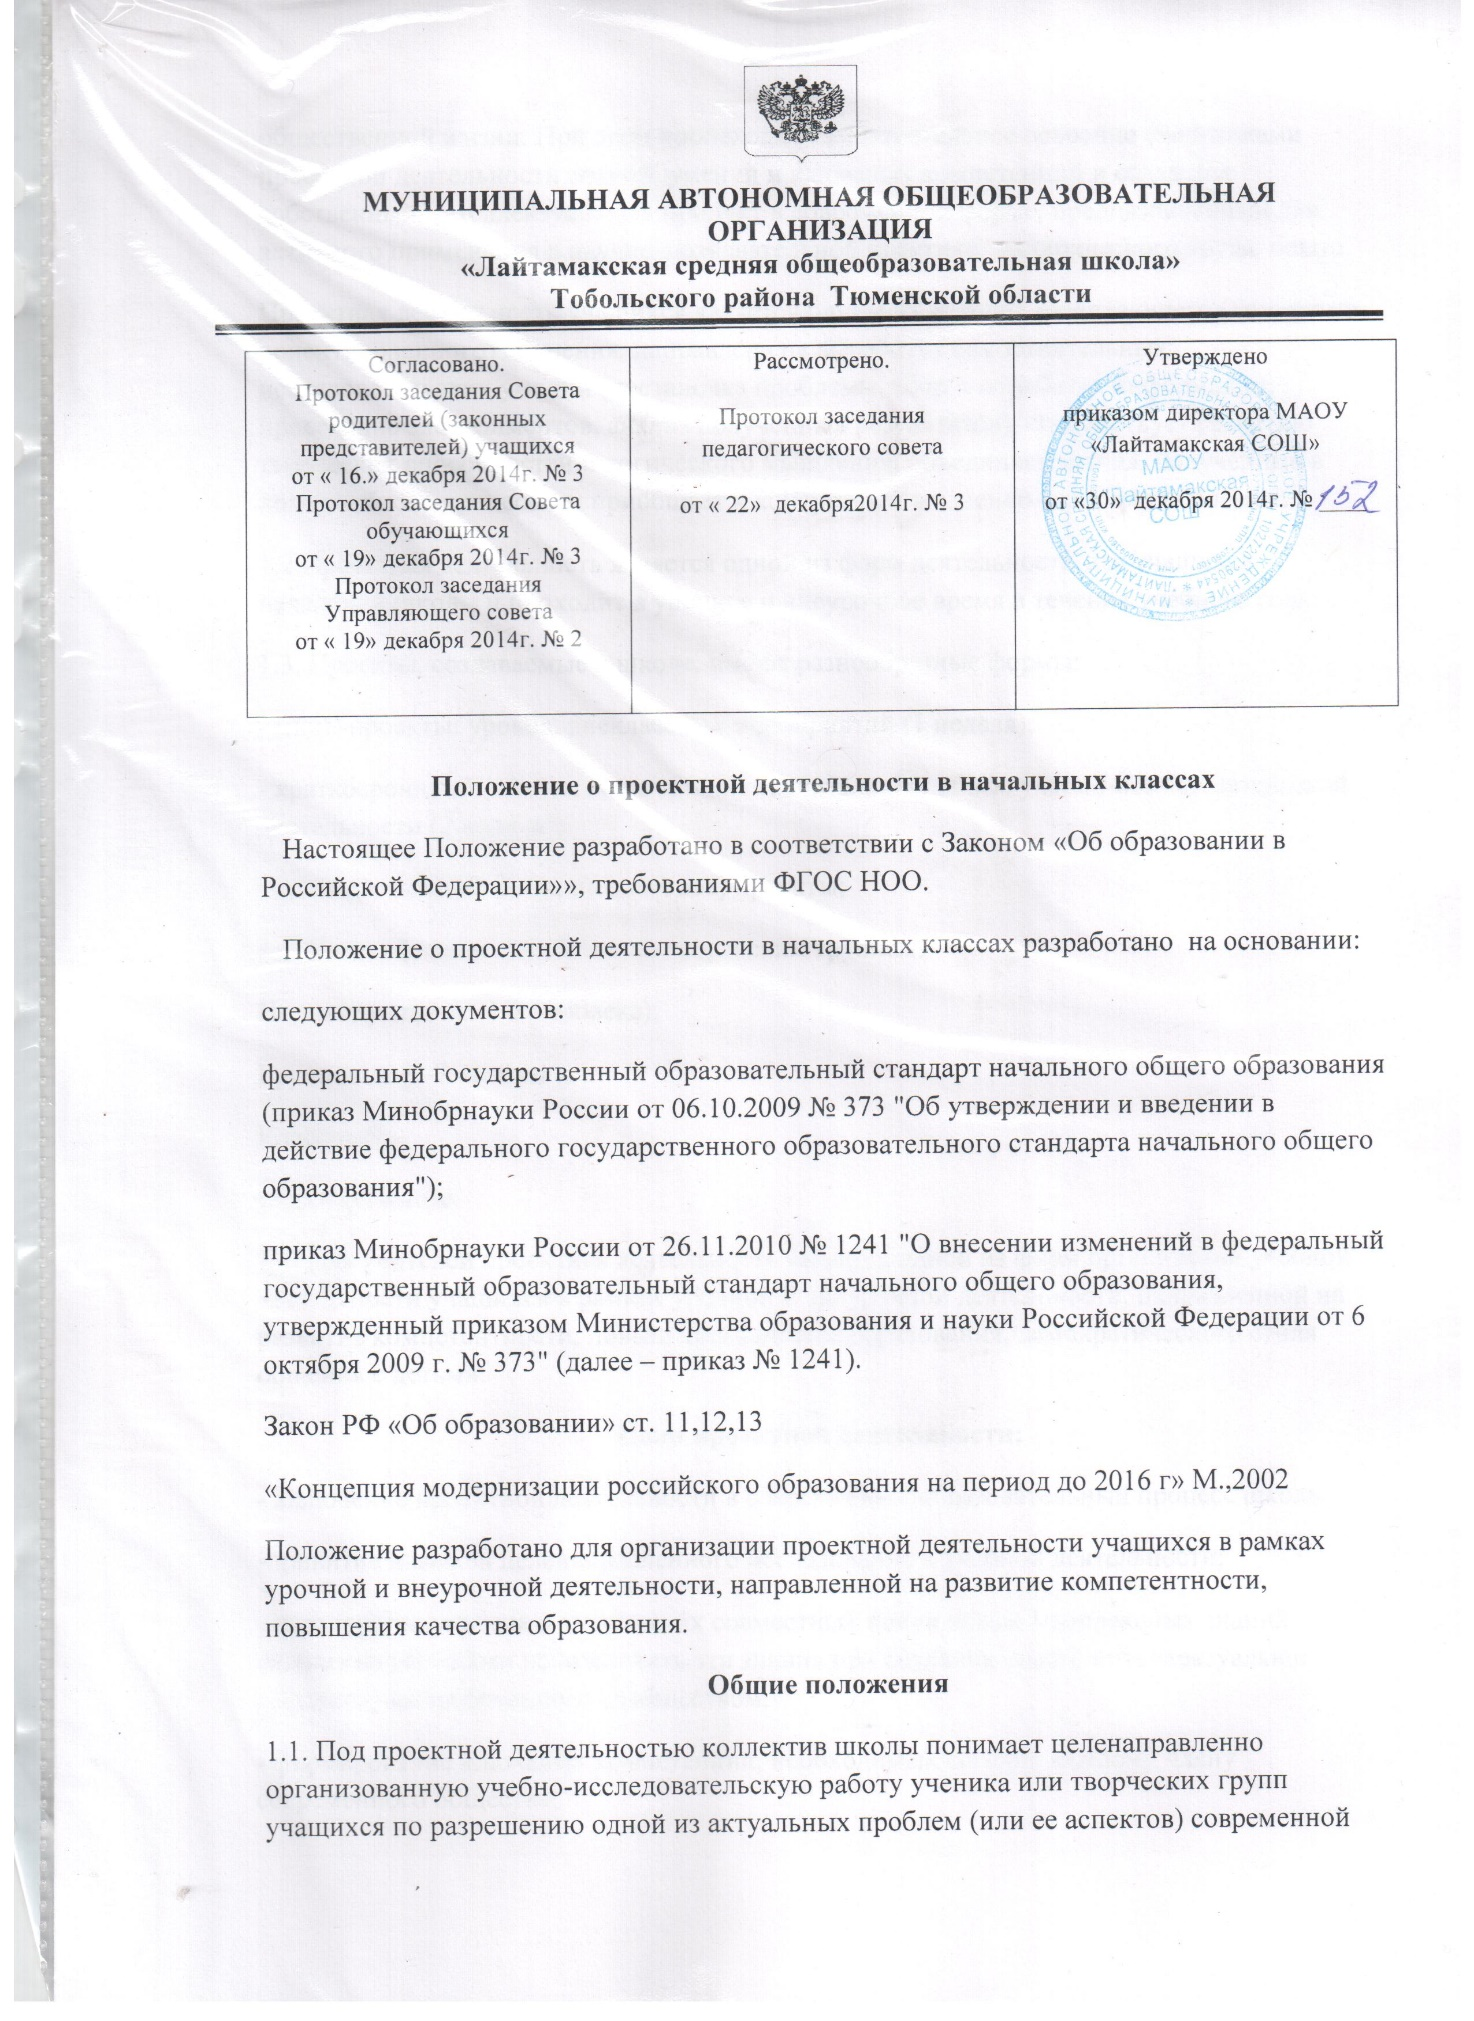 МУНИЦИПАЛЬНАЯ АВТОНОМНАЯ ОБЩЕОБРАЗОВАТЕЛЬНАЯ
ОРГАНИЗАЦИЯ
«Лайтамакская средняя общеобразовательная школа»
Тобольского района Тюменской области
Согласовано.
Протокол заседания Совета
родителей (законных
представителей) учащихся
от « 16.» декабря 2014г. № 3
Протокол заседания Совета
обучающихся
от « 19» декабря 2014г. № 3
Протокол заседания
Управляющего совета
от « 19» декабря 2014г. № 2
Рассмотрено.
Протокол заседания
педагогического совета
от « 22» декабря2014г. № 3
Утверждено
приказом директора МАОУ
«Лайтамакская СОШ»
от «30» декабря 2014г. № 152
МАОУ
«Лайтамакская
СОШ»
Положение о проектной деятельности в начальных классах
Настоящее Положение разработано в соответствии с Законом «Об образовании в
Российской Федерации»», требованиями ФГОС НОО.
Положение о проектной деятельности в начальных классах разработано на основании:
следующих документов:
федеральный государственный образовательный стандарт начального общего образования
(приказ Минобрнауки России от 06.10.2009 № 373 "Об утверждении и введении в
действие федерального государственного образовательного стандарта начального общего
образования");
приказ Минобрнауки России от 26.11.2010 № 1241 "О внесении изменений в федеральный
государственный образовательный стандарт начального общего образования,
утвержденный приказом Министерства образования и науки Российской Федерации от 6
октября 2009 г. № 373" (далее – приказ № 1241).
Закон РФ «Об образовании» ст. 11,12,13
«Концепция модернизации российского образования на период до 2016 г» М.,2002
Положение разработано для организации проектной деятельности учащихся в рамках
урочной и внеурочной деятельности, направленной на развитие компетентности,
повышения качества образования.
Общие положения
1.1. Под проектной деятельностью коллектив школы понимает целенаправленно
организованную учебно-исследовательскую работу ученика или творческих групп
учащихся по разрешению одной из актуальных проблем (или ее аспектов) современной